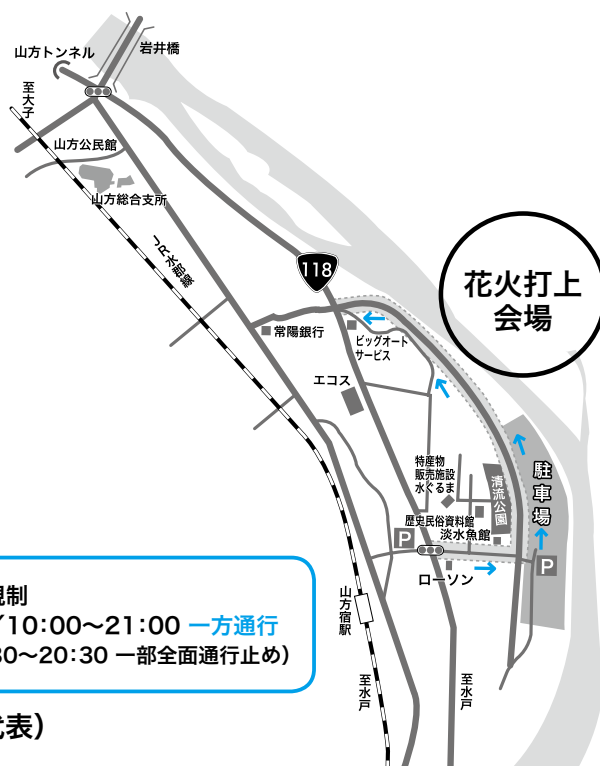 岩井橋
山方トンネル
至大子
山方公民館
山方総合支所
JR水郡線
118
花火打上
会場
常陽銀行
ビッグオート
サービス
エコス
特産物
販売施設
水ぐるま
清流公園
駐車場
歴史民俗資料館
淡水魚館
P
P
ローソン
山方宿駅
至水戸
至水戸
規制
/10:00〜21:00 一方通行
30〜20:30 一部全面通行止め)
表)